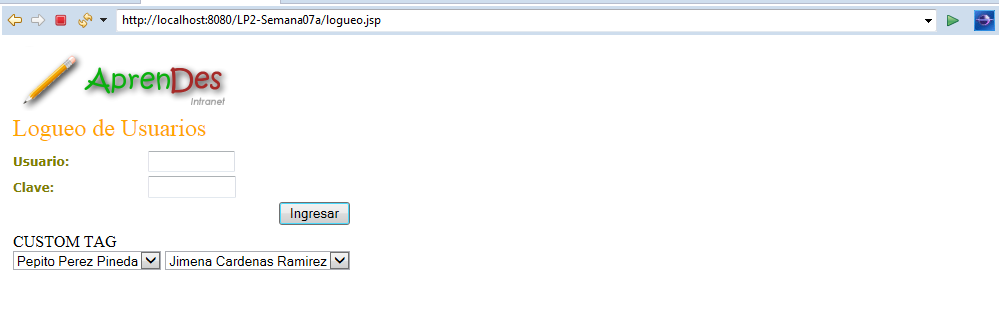 http://localhost:8080/LP2-Semana07a/logueo.jsp
AprenDes
Intranet
Logueo de Usuarios
Usuario:
Clave:
Ingresar
CUSTOM TAG
Pepito Perez Pineda Jimena Cardenas Ramirez